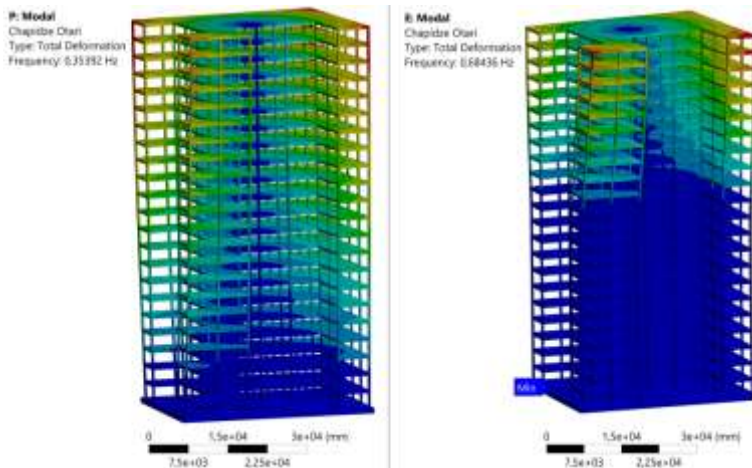 P: Modal
Chapidze Otari
Type: Total Deformation
Frequency: 0,35392 Hz
0 1,5e+04 3e+04 (mm)
7,5e+03 2,25e+04
E: Modal
Chapidze Otari
Type: Total Deformation
Frequency: 0,68436 Hz
Min
0 1,5e+04 3e+04 (mm)
7,5e+03 2,25e+04